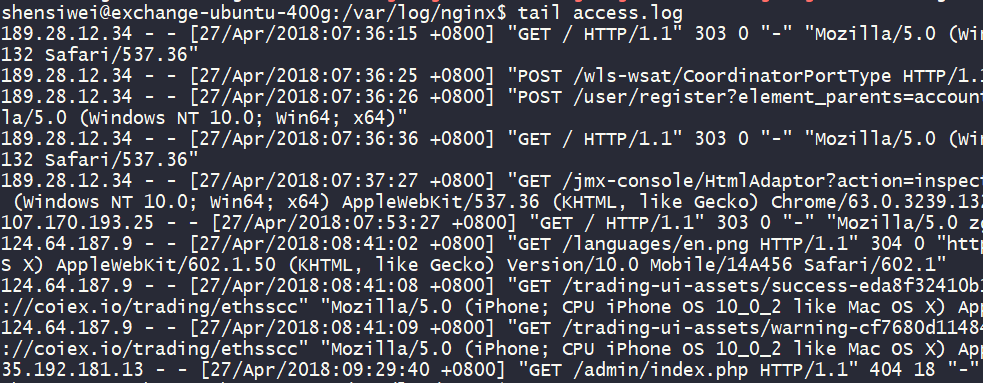 shensiwei@exchange-ubuntu-400g:/var/log/nginx$ tail access.log
189.28.12.34 - - [27/Apr/2018:07:36:15 +0800] "GET / HTTP/1.1" 303 0 "-" "Mozilla/5.0 (Win
132 Safari/537.36"
189.28.12.34 - - [27/Apr/2018:07:36:25 +0800] "POST /wls-wsat/CoordinatorPortType HTTP/1.1
189.28.12.34 - - [27/Apr/2018:07:36:26 +0800] "POST /user/register?element_parents=account
la/5.0 (Windows NT 10.0; Win64; x64)"
189.28.12.34 - - [27/Apr/2018:07:36:36 +0800] "GET / HTTP/1.1" 303 0 "-" "Mozilla/5.0 (Win
132 Safari/537.36"
189.28.12.34 - - [27/Apr/2018:07:37:27 +0800] "GET /jmx-console/HtmlAdaptor?action=inspect
(Windows NT 10.0; Win64; x64) AppleWebKit/537.36 (KHTML, like Gecko) Chrome/63.0.3239.132
107.170.193.25 - - [27/Apr/2018:07:53:27 +0800] "GET / HTTP/1.1" 303 0 "-" "Mozilla/5.0 zg
124.64.187.9 - - [27/Apr/2018:08:41:02 +0800] "GET /languages/en.png HTTP/1.1" 304 0 "http
S X) AppleWebKit/602.1.50 (KHTML, like Gecko) Version/10.0 Mobile/14A456 Safari/602.1"
124.64.187.9 - - [27/Apr/2018:08:41:08 +0800] "GET /trading-ui-assets/success-eda8f32410b1
://coiex.io/trading/ethsscc" "Mozilla/5.0 (iPhone; CPU iPhone OS 10_0_2 like Mac OS X) App
124.64.187.9 - - [27/Apr/2018:08:41:09 +0800] "GET /trading-ui-assets/warning-cf7680d11484
://coiex.io/trading/ethsscc" "Mozilla/5.0 (iPhone; CPU iPhone OS 10_0_2 like Mac OS X) App
35.192.181.13 - - [27/Apr/2018:09:29:40 +0800] "GET /admin/index.php HTTP/1.1" 404 18 "-"